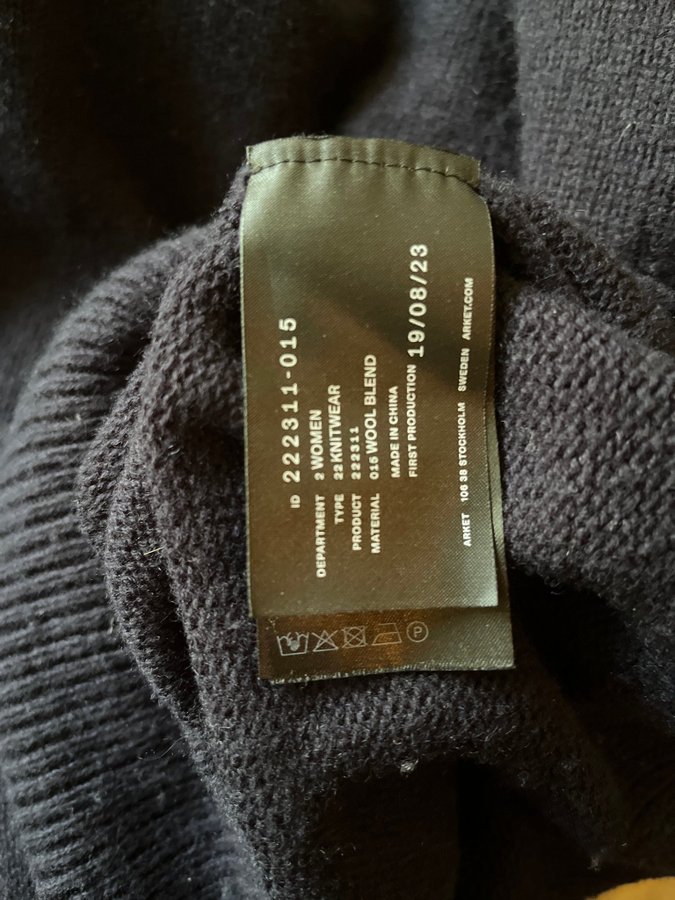 ID 222311-015
DEPARTMENT 2 WOMEN
TYPE 22 KNITWEAR
PRODUCT 222311
MATERIAL 015 WOOL BLEND
MADE IN CHINA
FIRST PRODUCTION 19/08/23
ARKET 106 38 STOCKHOLM SWEDEN ARKET.COM
P